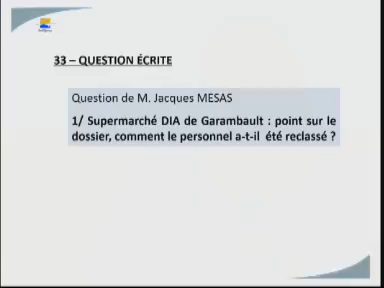 33 – QUESTION ÉCRITE
Question de M. Jacques MESAS
1/ Supermarché DIA de Garambault : point sur le
dossier, comment le personnel a-t-il été reclassé ?